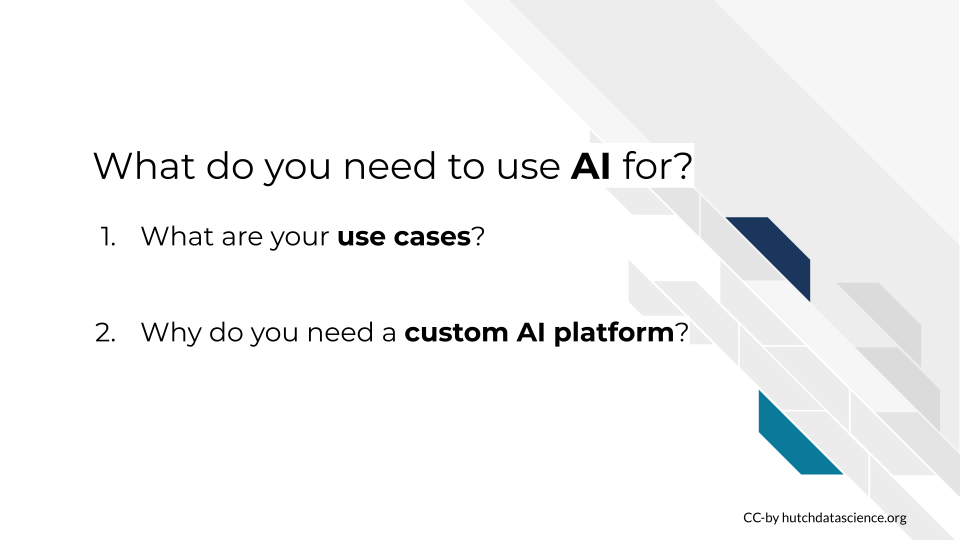 What do you need to use AI for?
1. What are your use cases?
2. Why do you need a custom AI platform?
CC-by hutchdatascience.org